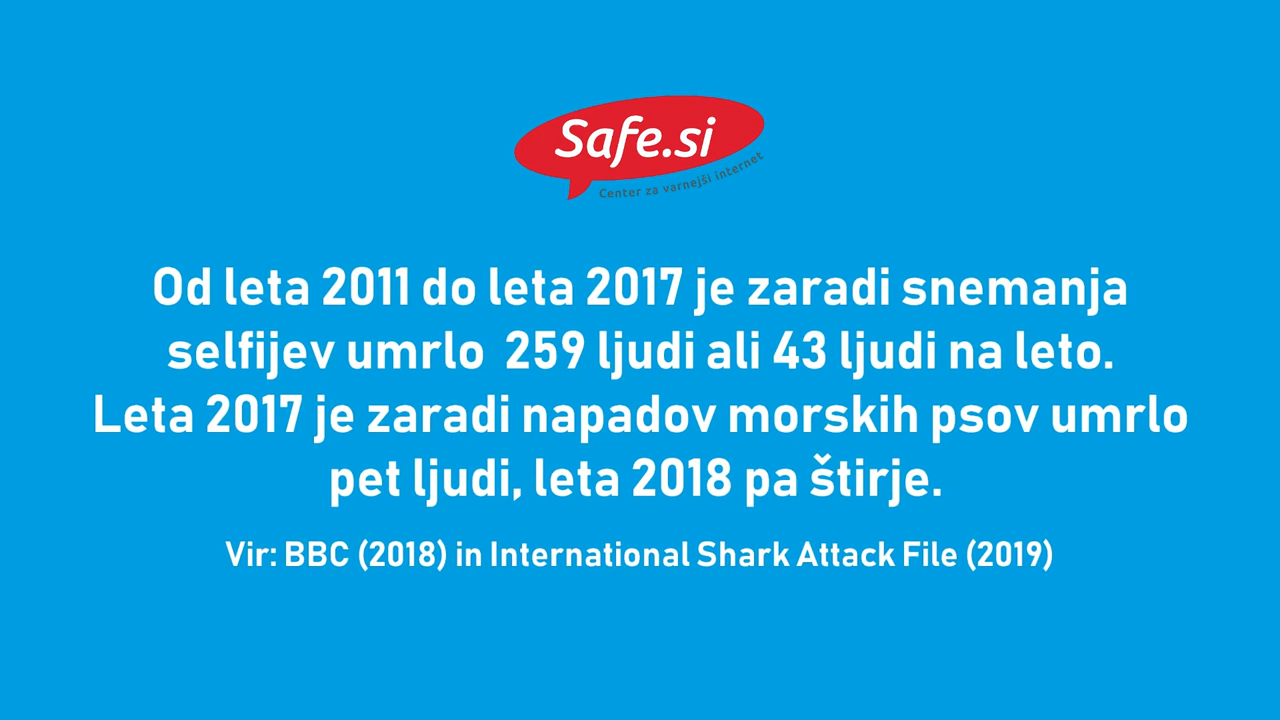 Safe.si
Center za varnejši internet
Od leta 2011 do leta 2017 je zaradi snemanja
selfijev umrlo  259 ljudi ali 43 ljudi na leto.
Leta 2017 je zaradi napadov morskih psov umrlo
pet ljudi, leta 2018 pa štirje.
Vir: BBC (2018) in International Shark Attack File (2019)